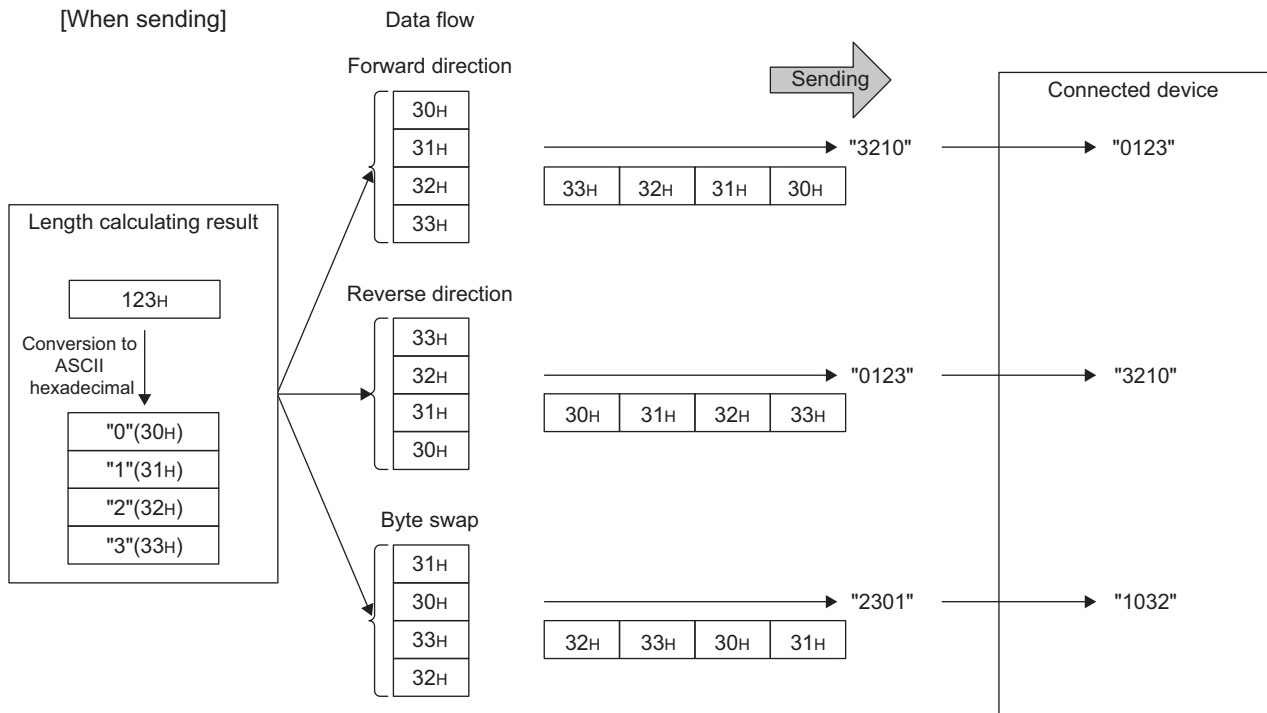 [When sending]
Data flow
Sending
Connected device
Length calculating result
123H
Conversion to
ASCII
hexadecimal
"0"(30H)
"1"(31H)
"2"(32H)
"3"(33H)
Forward direction
30H
31H
32H
33H
33H 32H 31H 30H
"3210"
"0123"
Reverse direction
33H
32H
31H
30H
30H 31H 32H 33H
"0123"
"3210"
Byte swap
31H
30H
33H
32H
32H 33H 30H 31H
"2301"
"1032"